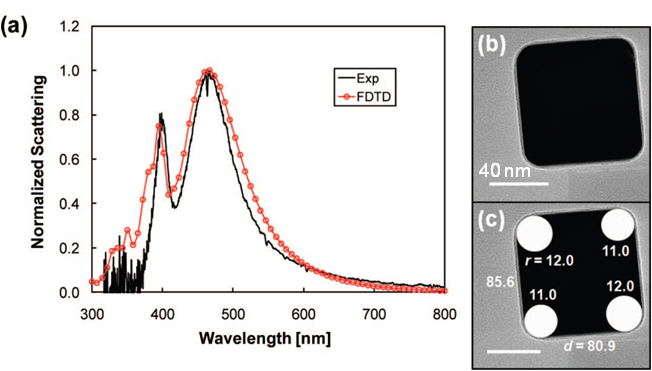 (a)
1.2
1.0
0.8
0.6
0.4
0.2
0.0
Normalized Scattering
Exp
FDTD
300 400 500 600 700 800
Wavelength [nm]
(b)
40 nm
(c)
r = 12.0
11.0
85.6
11.0
12.0
d = 80.9